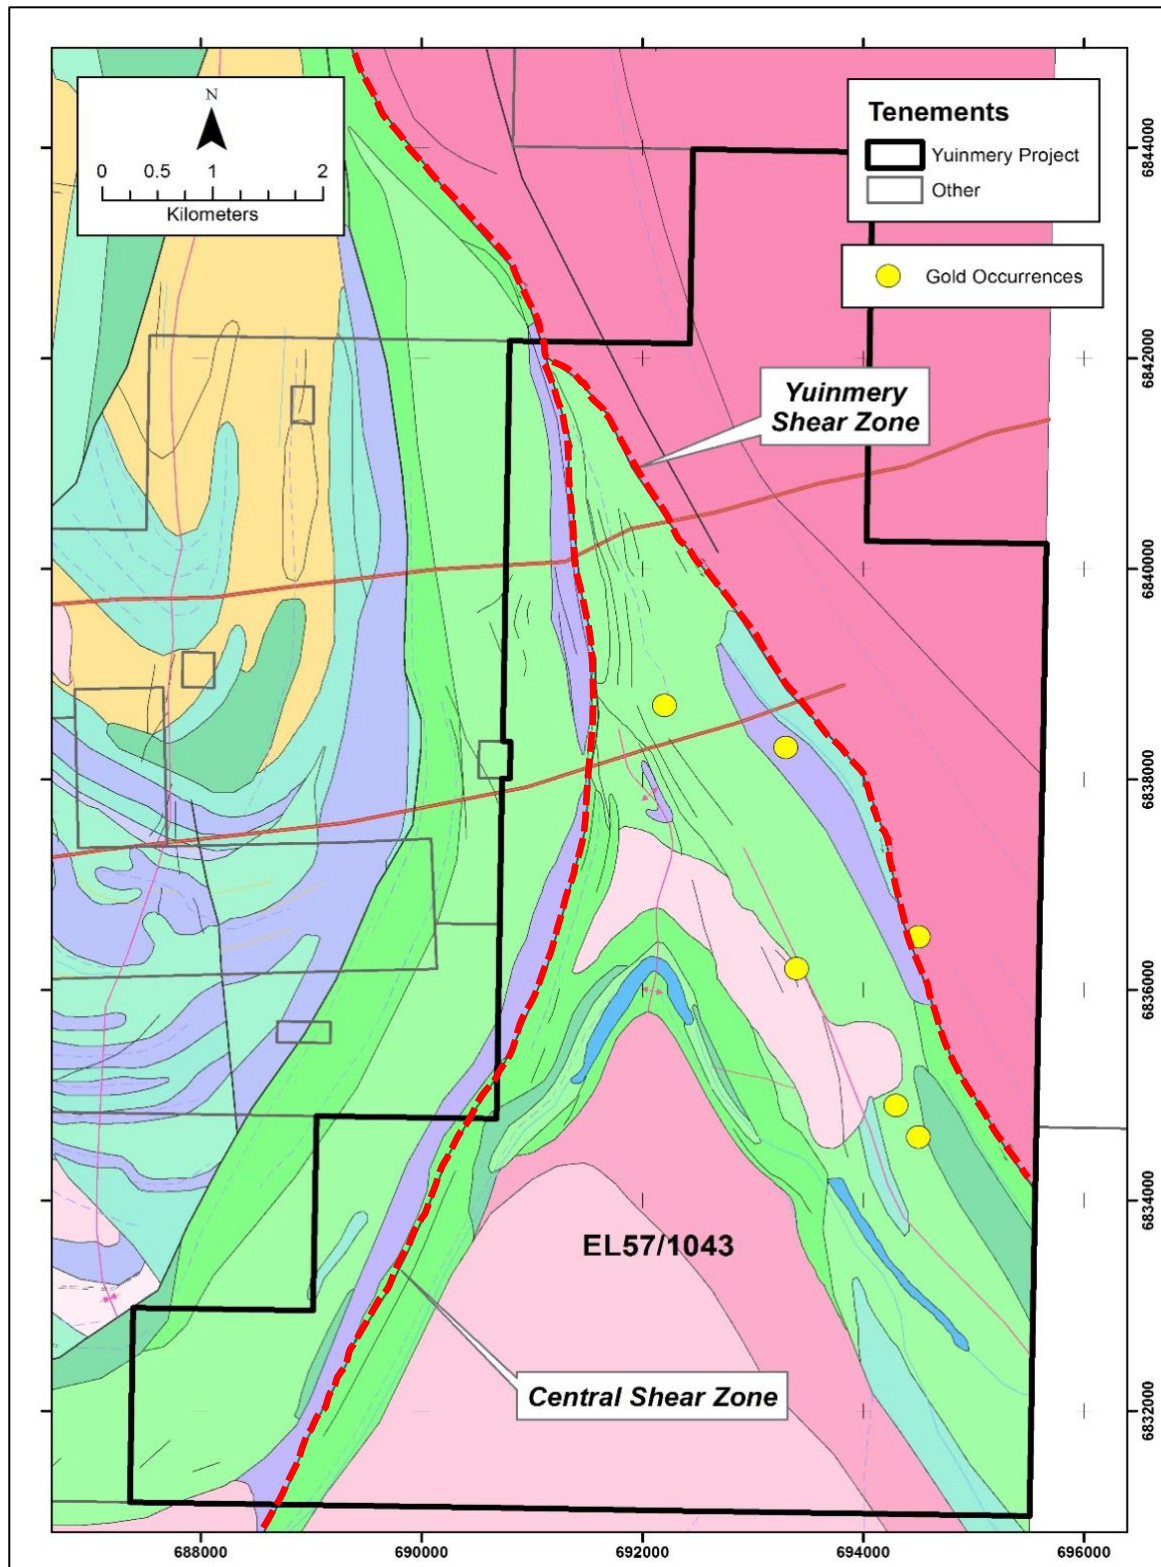 N
0 0.5 1 2
Kilometers
Tenements
Yuinmery Project
Other
Gold Occurrences
Yuinmery
Shear Zone
EL57/1043
Central Shear Zone
6844000
6842000
6840000
6838000
6836000
6834000
6832000
688000 690000 692000 694000 696000